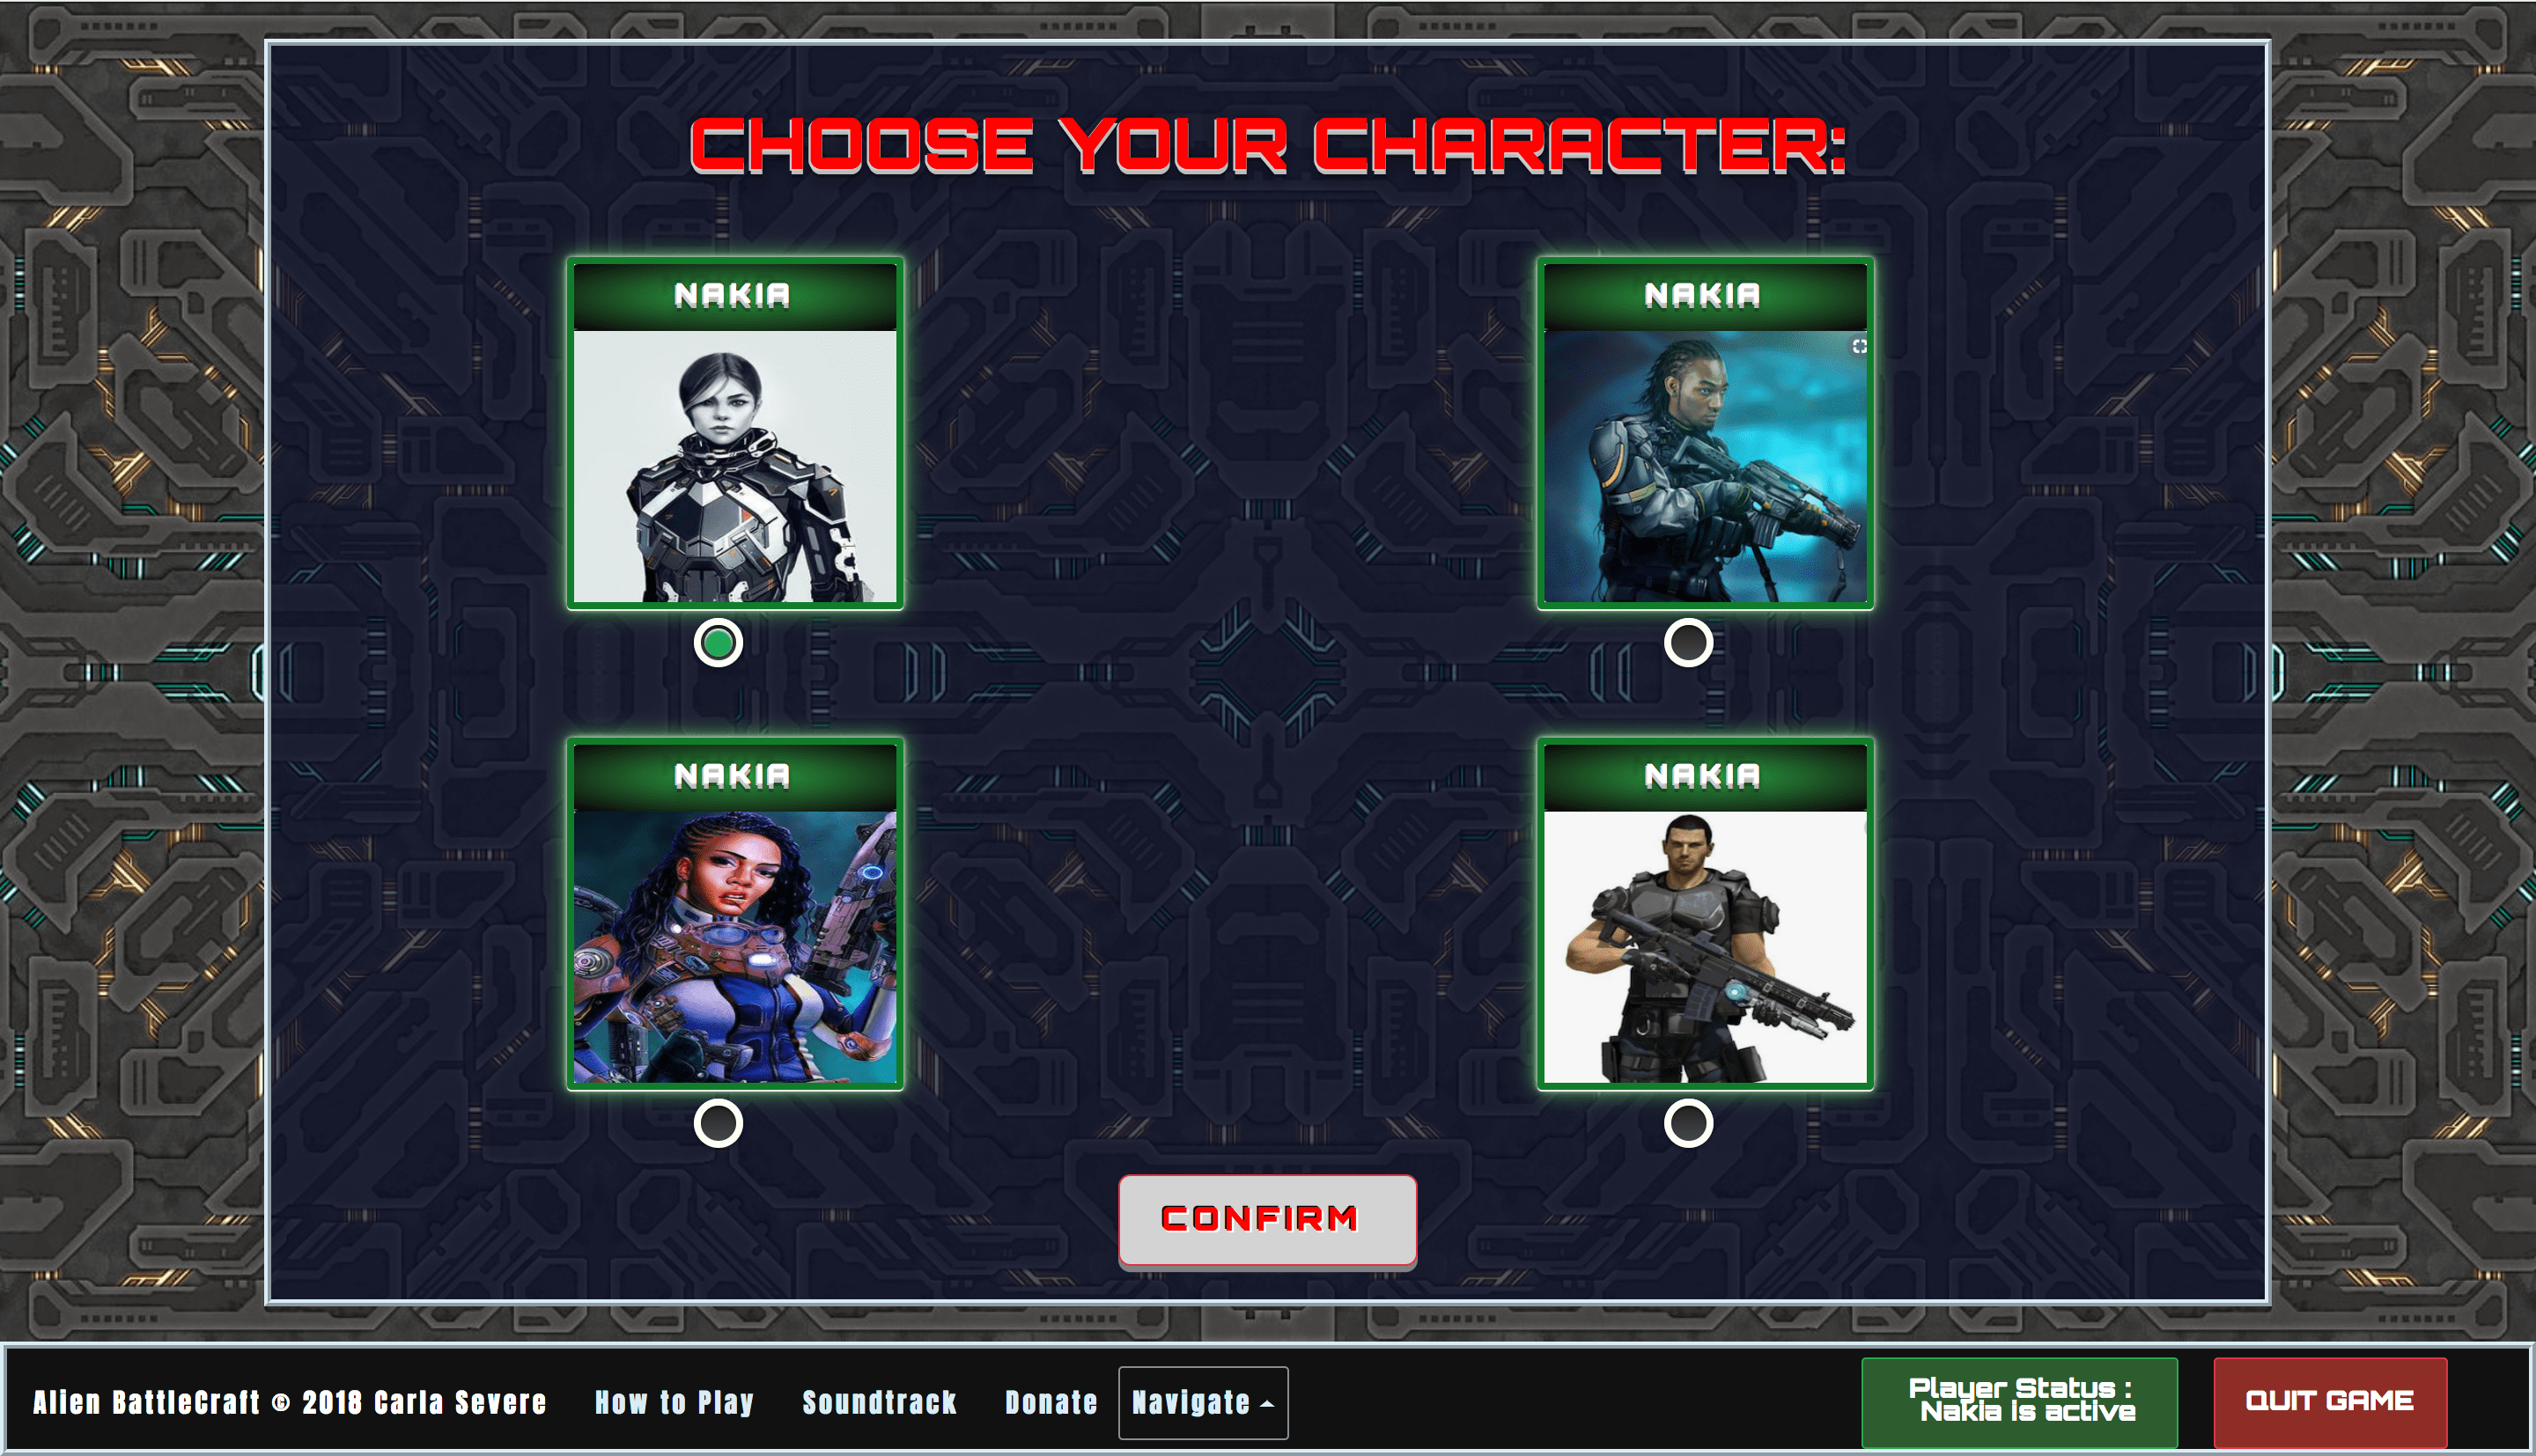 CHOOSE YOUR CHARACTER:
NAKIA
NAKIA
NAKIA
NAKIA
CONFIRM
Alien BattleCraft © 2018 Carla Severe
How to Play
Soundtrack
Donate
Navigate
Player Status :
Nakia is active
QUIT GAME